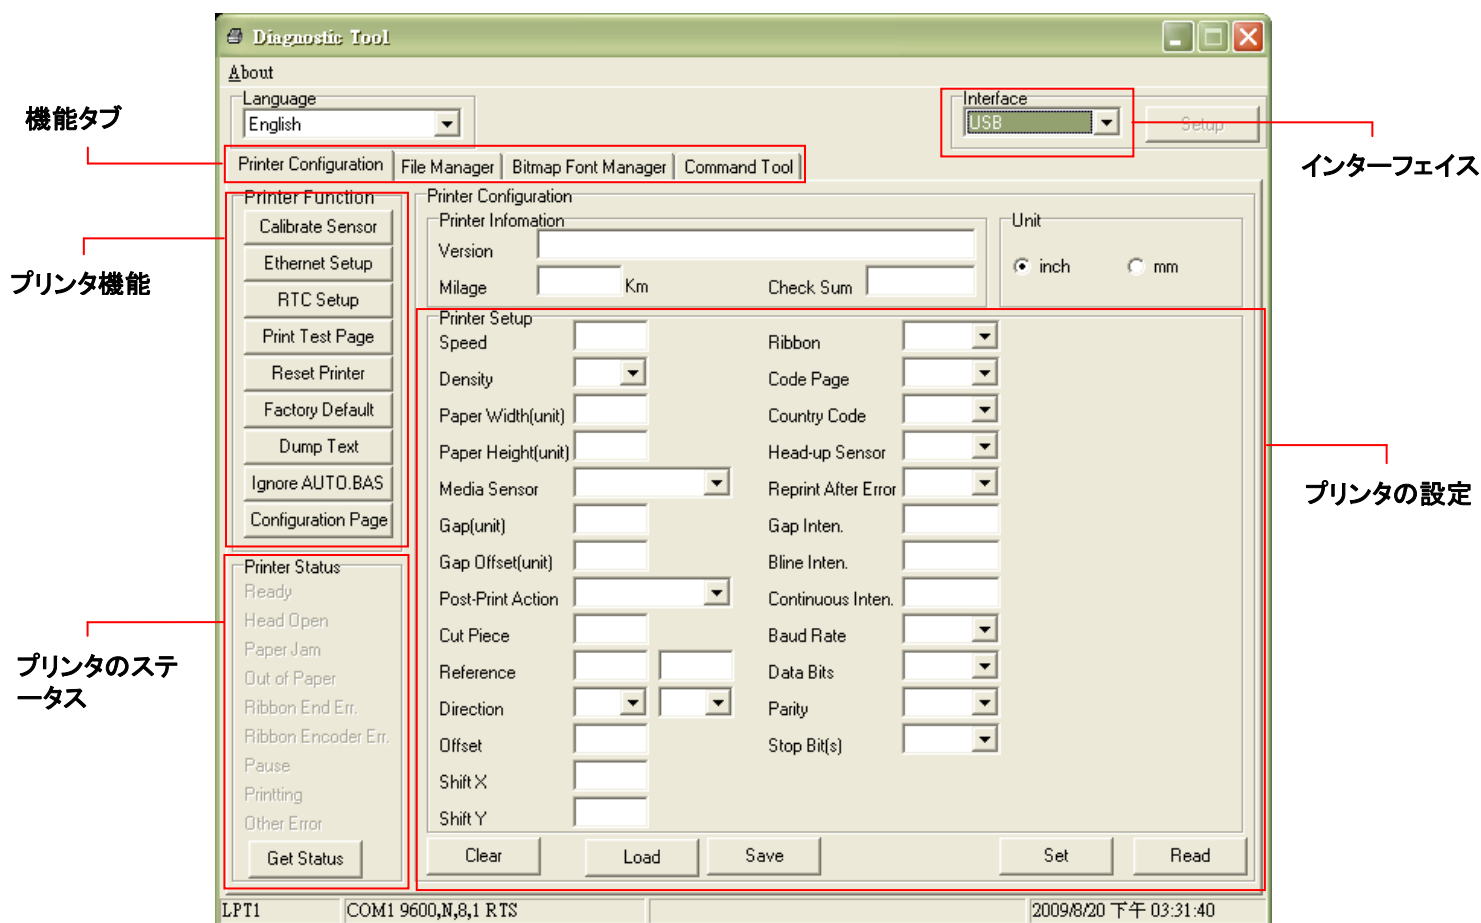 Diagnostic Tool
About
Language
English
Interface
USB
Setup
機能タブ
インターフェイス
Printer Configuration
File Manager
Bitmap Font Manager
Command Tool
プリンタ機能
Printer Function
Calibrate Sensor
Ethernet Setup
RTC Setup
Print Test Page
Reset Printer
Factory Default
Dump Text
Ignore AUTO.BAS
Configuration Page
プリンタのステ
ータス
Printer Status
Ready
Head Open
Paper Jam
Out of Paper
Ribbon End Err.
Ribbon Encoder Err.
Pause
Printting
Other Error
Get Status
Printer Configuration
Printer Infomation
Version
Milage
Km
Check Sum
Unit
inch
mm
Printer Setup
Speed
Density
Paper Width(unit)
Paper Height(unit)
Media Sensor
Gap(unit)
Gap Offset(unit)
Post-Print Action
Cut Piece
Reference
Direction
Offset
Shift X
Shift Y
Ribbon
Code Page
Country Code
Head-up Sensor
Reprint After Error
Gap Inten.
Bline Inten.
Continuous Inten.
Baud Rate
Data Bits
Parity
Stop Bit(s)
プリンタの設定
Clear
Load
Save
Set
Read
LPT1
COM1 9600,N,8,1 RTS
2009/8/20 下午 03:31:40